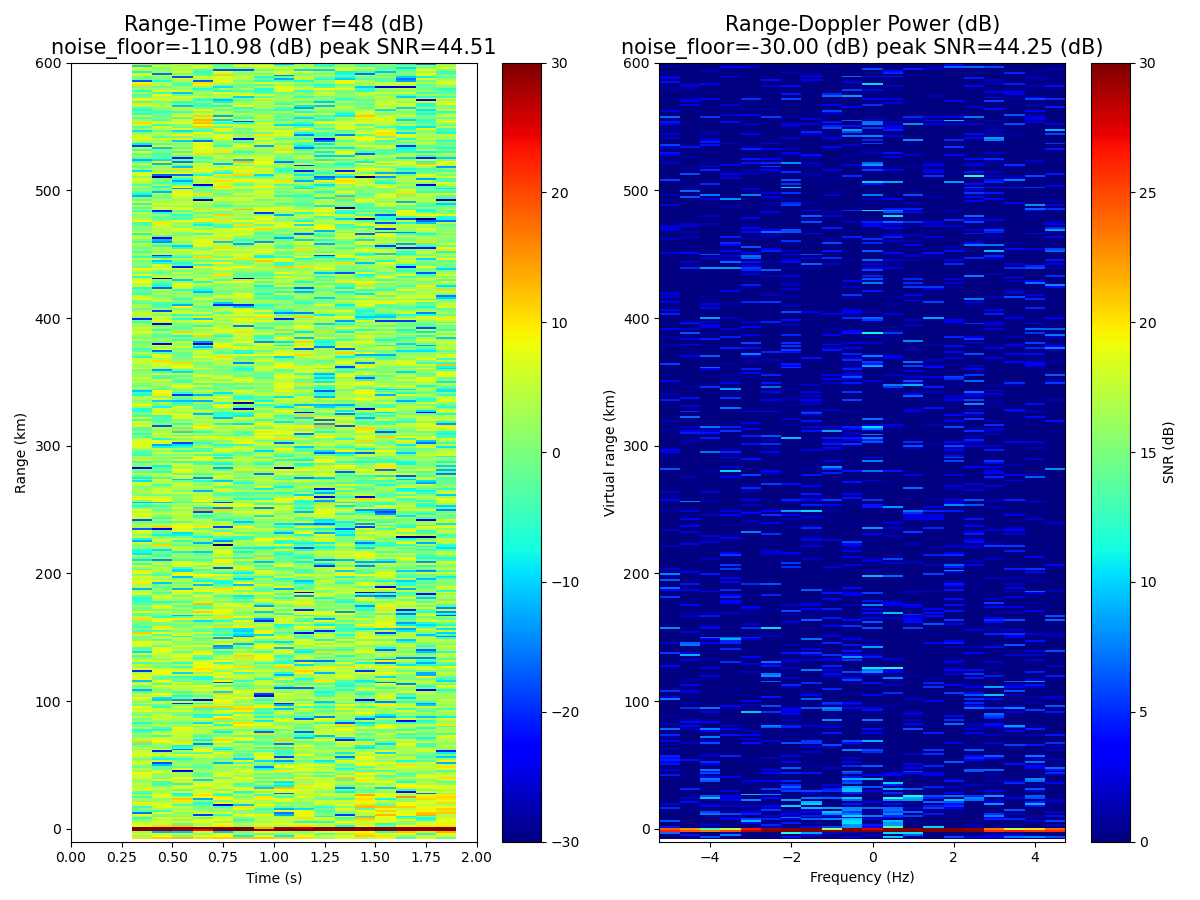 Range-Time Power f=48 (dB)
noise_floor=-110.98 (dB) peak SNR=44.51
Range-Doppler Power (dB)
noise_floor=-30.00 (dB) peak SNR=44.25 (dB)
600
500
400
300
200
100
0
Range (km)
0.00 0.25 0.50 0.75 1.00 1.25 1.50 1.75 2.00
Time (s)
30
20
10
0
−10
−20
−30
600
500
400
300
200
100
0
Virtual range (km)
−4 −2 0 2 4
Frequency (Hz)
30
25
20
15
10
5
0
SNR (dB)